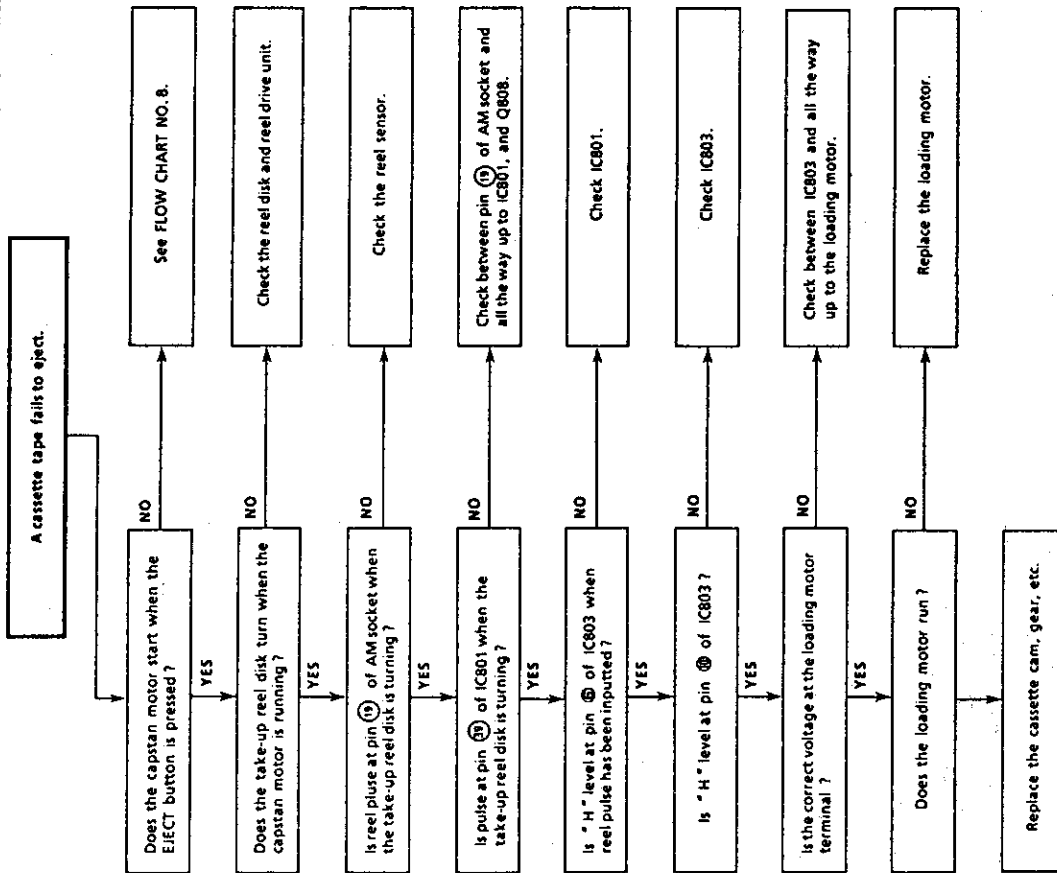 A cassette tape fails to eject.
Does the capstan motor start when the
EJECT button is pressed ?
NO
See FLOW CHART NO. 8.
YES
Does the take-up reel disk turn when the
capstan motor is running ?
NO
Check the reel disk and reel drive unit.
YES
Is reel pluse at pin ⑲ of AM socket when
the take-up reel disk is turning ?
NO
Check the reel sensor.
YES
Is pulse at pin ㊴ of IC801 when the
take-up reel disk is turning ?
NO
Check between pin ⑲ of AM socket and
all the way up to IC801, and Q808.
YES
Is "H" level at pin of IC803 when
reel pulse has been inputted ?
NO
Check IC801.
YES
Is "H" level at pin of IC803 ?
NO
Check IC803.
YES
Is the correct voltage at the loading motor
terminal ?
NO
Check between IC803 and all the way
up to the loading motor.
YES
Does the loading motor run ?
NO
Replace the loading motor.
Replace the cassette cam, gear, etc.